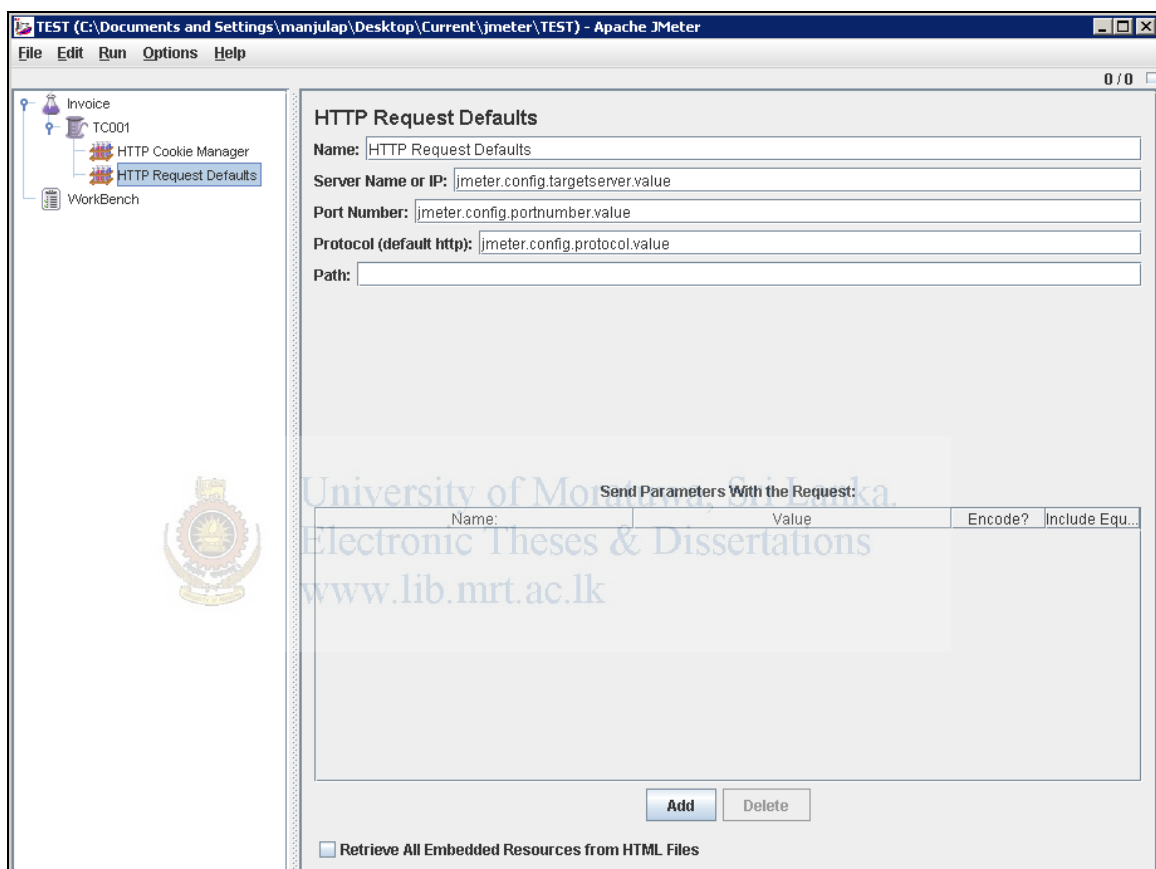 TEST (C:\Documents and Settings\manjulap\Desktop\Current\jmeter\TEST) - Apache JMeter
File Edit Run Options Help
0 / 0
Invoice
TC001
HTTP Cookie Manager
HTTP Request Defaults
WorkBench
HTTP Request Defaults
Name: HTTP Request Defaults
Server Name or IP: jmeter.config.targetserver.value
Port Number: jmeter.config.portnumber.value
Protocol (default http): jmeter.config.protocol.value
Path:
University of Moratuwa, Sri Lanka.
Send Parameters With the Request:
Name: Value Encode? Include Equ...
Electronic Theses & Dissertations
www.lib.mrt.ac.lk
Add Delete
Retrieve All Embedded Resources from HTML Files